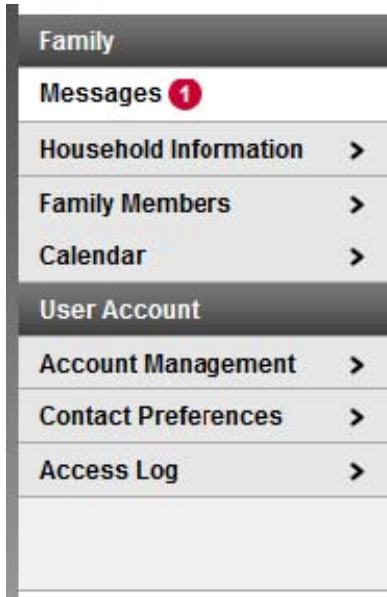 Family
Messages 1
Household Information
Family Members
Calendar
User Account
Account Management
Contact Preferences
Access Log